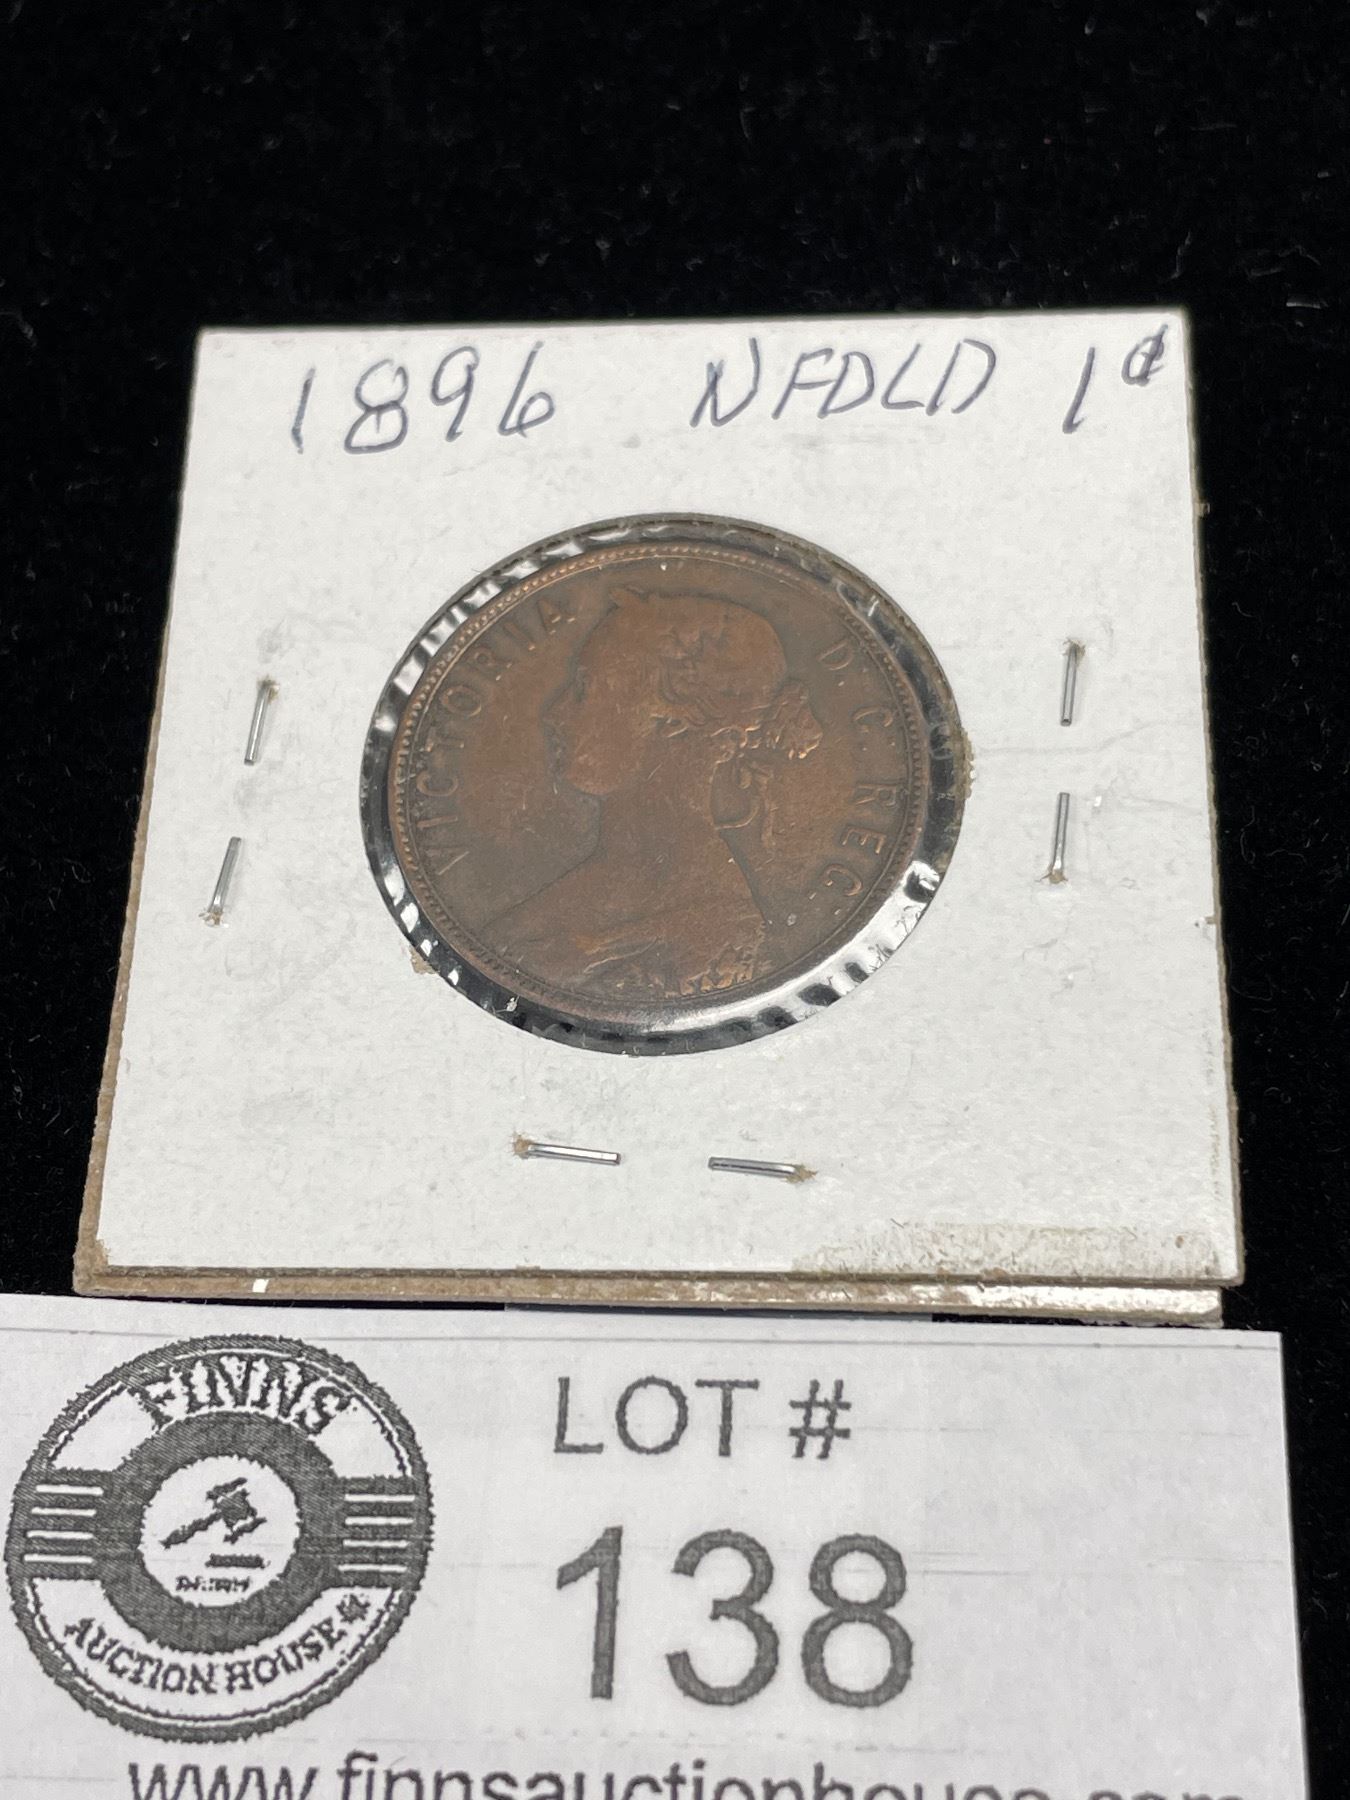 1896 NFDLD 1¢
VICTORIA D: G: REG:
FINNS
AUCTION HOUSE
LOT #
138
www.finnsauctionhouse.com